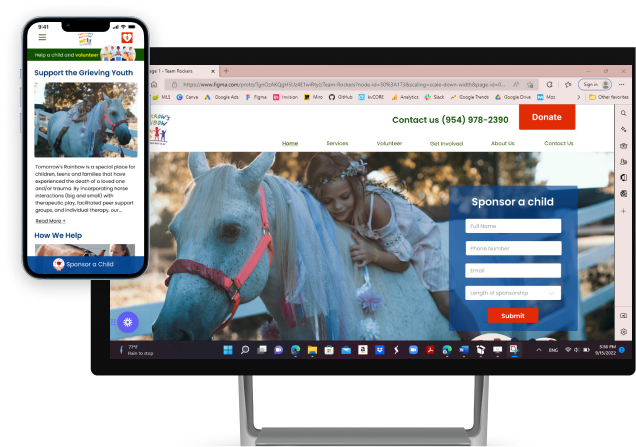 9:41
Help a child and volunteer
Support the Grieving Youth
Tomorrow's Rainbow is a special place for
children, teens and families that have
experienced the death of a loved one
and/or trauma. By incorporating horse
interactions (big and small) with
therapeutic play, facilitated peer support
groups, and individual therapy, our...
Read More +
How We Help
Sponsor a Child
Page 1 - Team Rockers
https://www.figma.com/proto/
Sign in
MLS
Canva
Google Ads
Figma
Invision
Miro
GitHub
kvCORE
Analytics
Slack
Google Trends
Google Drive
Moz
Other favorites
Contact us (954) 978-2390
Donate
Home
Services
Volunteer
Get Involved
About Us
Contact Us
Sponsor a child
Full Name
Phone Number
Email
Length of sponsorship
Submit
77°F
Rain to stop
ENG
5:56 PM
9/15/2022